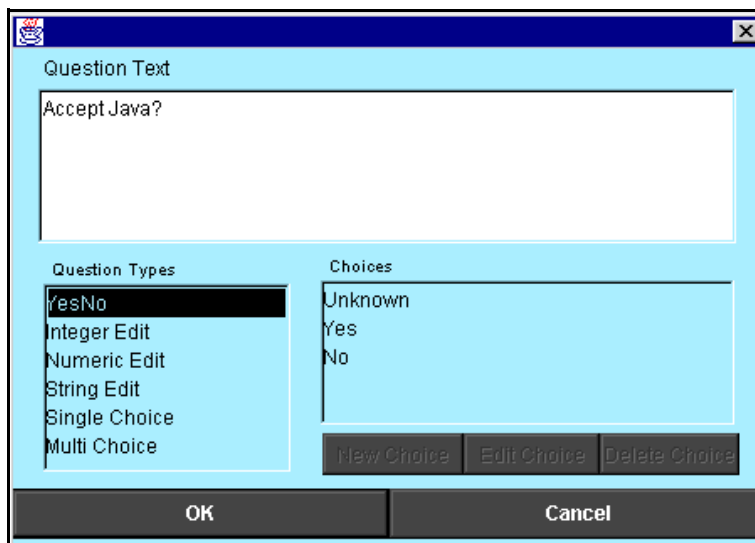 Question Text
Accept Java?
Question Types
YesNo
Integer Edit
Numeric Edit
String Edit
Single Choice
Multi Choice
Choices
Unknown
Yes
No
New Choice Edit Choice Delete Choice
OK Cancel